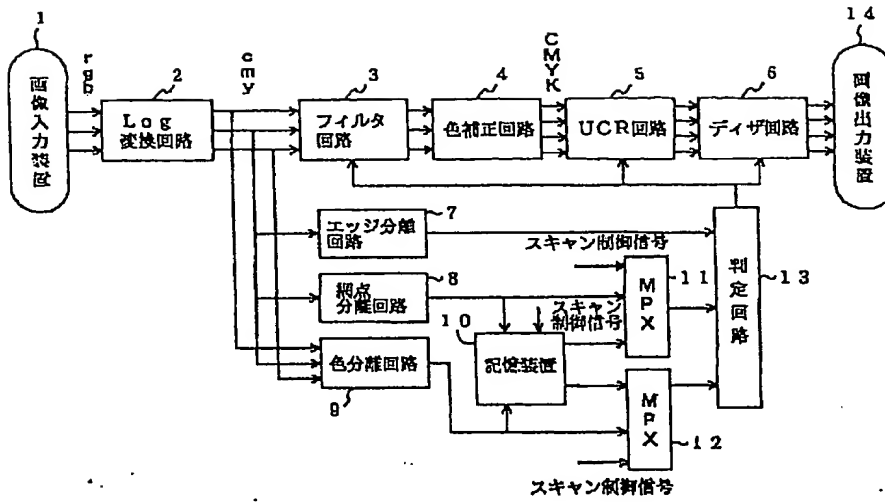 1
画像入力装置
rgb
2
Log
変換回路
cmy
3
フィルタ
回路
4
色補正回路
CMYK
5
UCR回路
6
ディザ回路
14
画像出力装置
7
エッジ分離
回路
8
網点
分離回路
色分離回路
9
10
記憶装置
スキャン制御信号
スキャン
制御信号
MPX
11
MPX
12
スキャン制御信号
判定回路
13